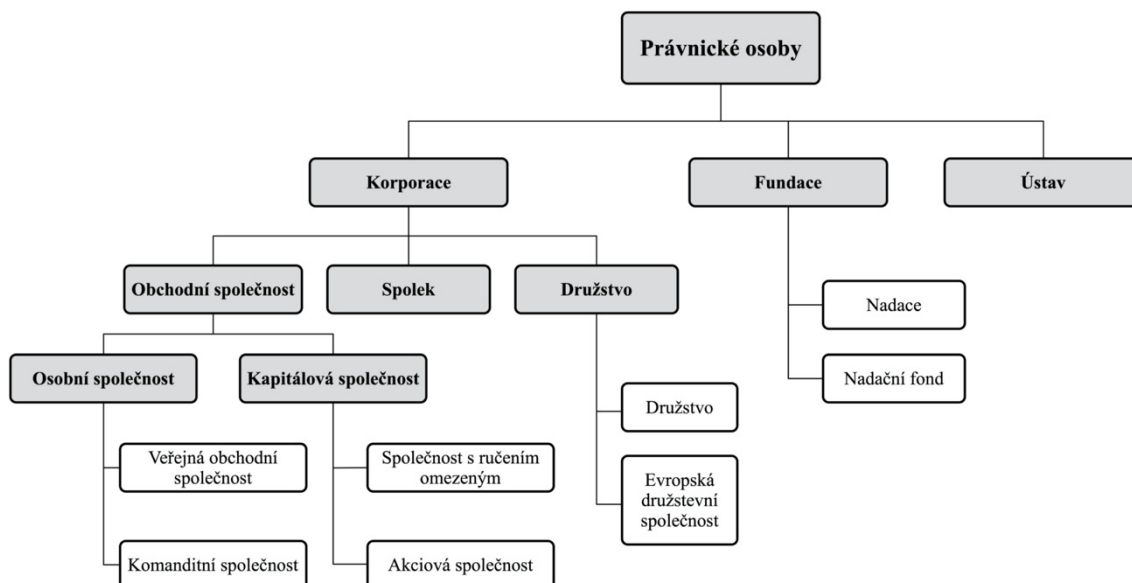 Právnické osoby
Korporace
Fundace
Ústav
Obchodní společnost
Spolek
Družstvo
Nadace
Osobní společnost
Kapitálová společnost
Nadační fond
Družstvo
Veřejná obchodní
společnost
Společnost s ručením
omezeným
Evropská
družstevní
společnost
Komanditní společnost
Akciová společnost